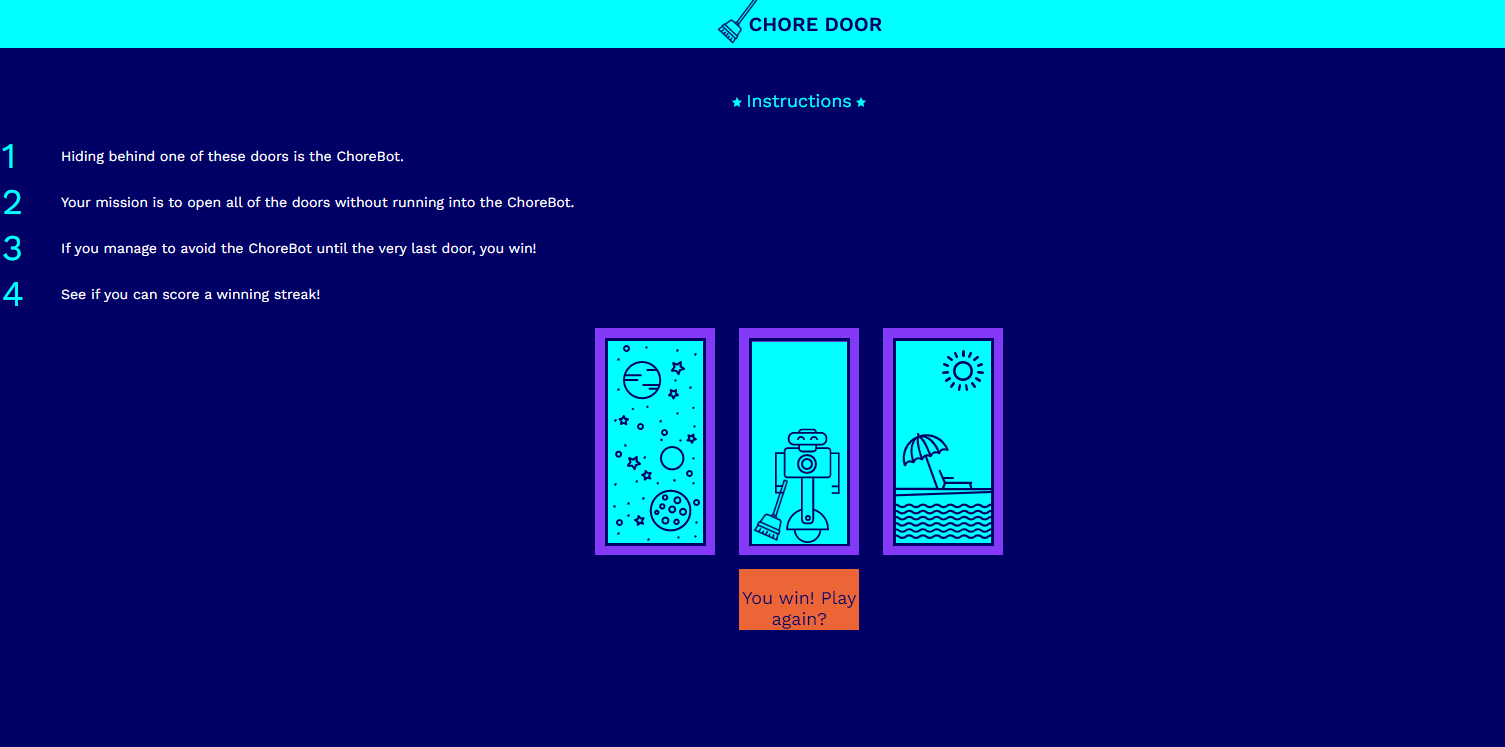 CHORE DOOR
Instructions
1 Hiding behind one of these doors is the ChoreBot.
2 Your mission is to open all of the doors without running into the ChoreBot.
3 If you manage to avoid the ChoreBot until the very last door, you win!
4 See if you can score a winning streak!
You win! Play
again?